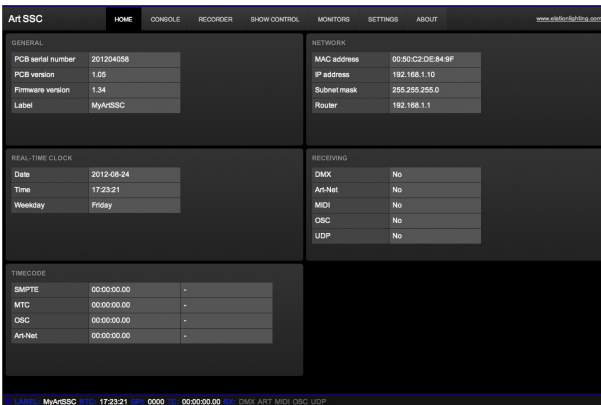 Art SSC HOME CONSOLE RECORDER SHOW CONTROL MONITORS SETTINGS ABOUT www.elationlighting.com
GENERAL
PCB serial number 201204058
PCB version 1.05
Firmware version 1.34
Label MyArtSSC
NETWORK
MAC address 00:50:C2:DE:84:9F
IP address 192.168.1.10
Subnet mask 255.255.255.0
Router 192.168.1.1
REAL-TIME CLOCK
Date 2012-08-24
Time 17:23:21
Weekday Friday
RECEIVING
DMX No
Art-Net No
MIDI No
OSC No
UDP No
TIMECODE
SMPTE 00:00:00.00 -
MTC 00:00:00.00 -
OSC 00:00:00.00 -
Art-Net 00:00:00.00 -
LABEL: MyArtSSC RTC: 17:23:21 GPI: 0000 TC: 00:00:00.00 RX: DMX ART MIDI OSC UDP